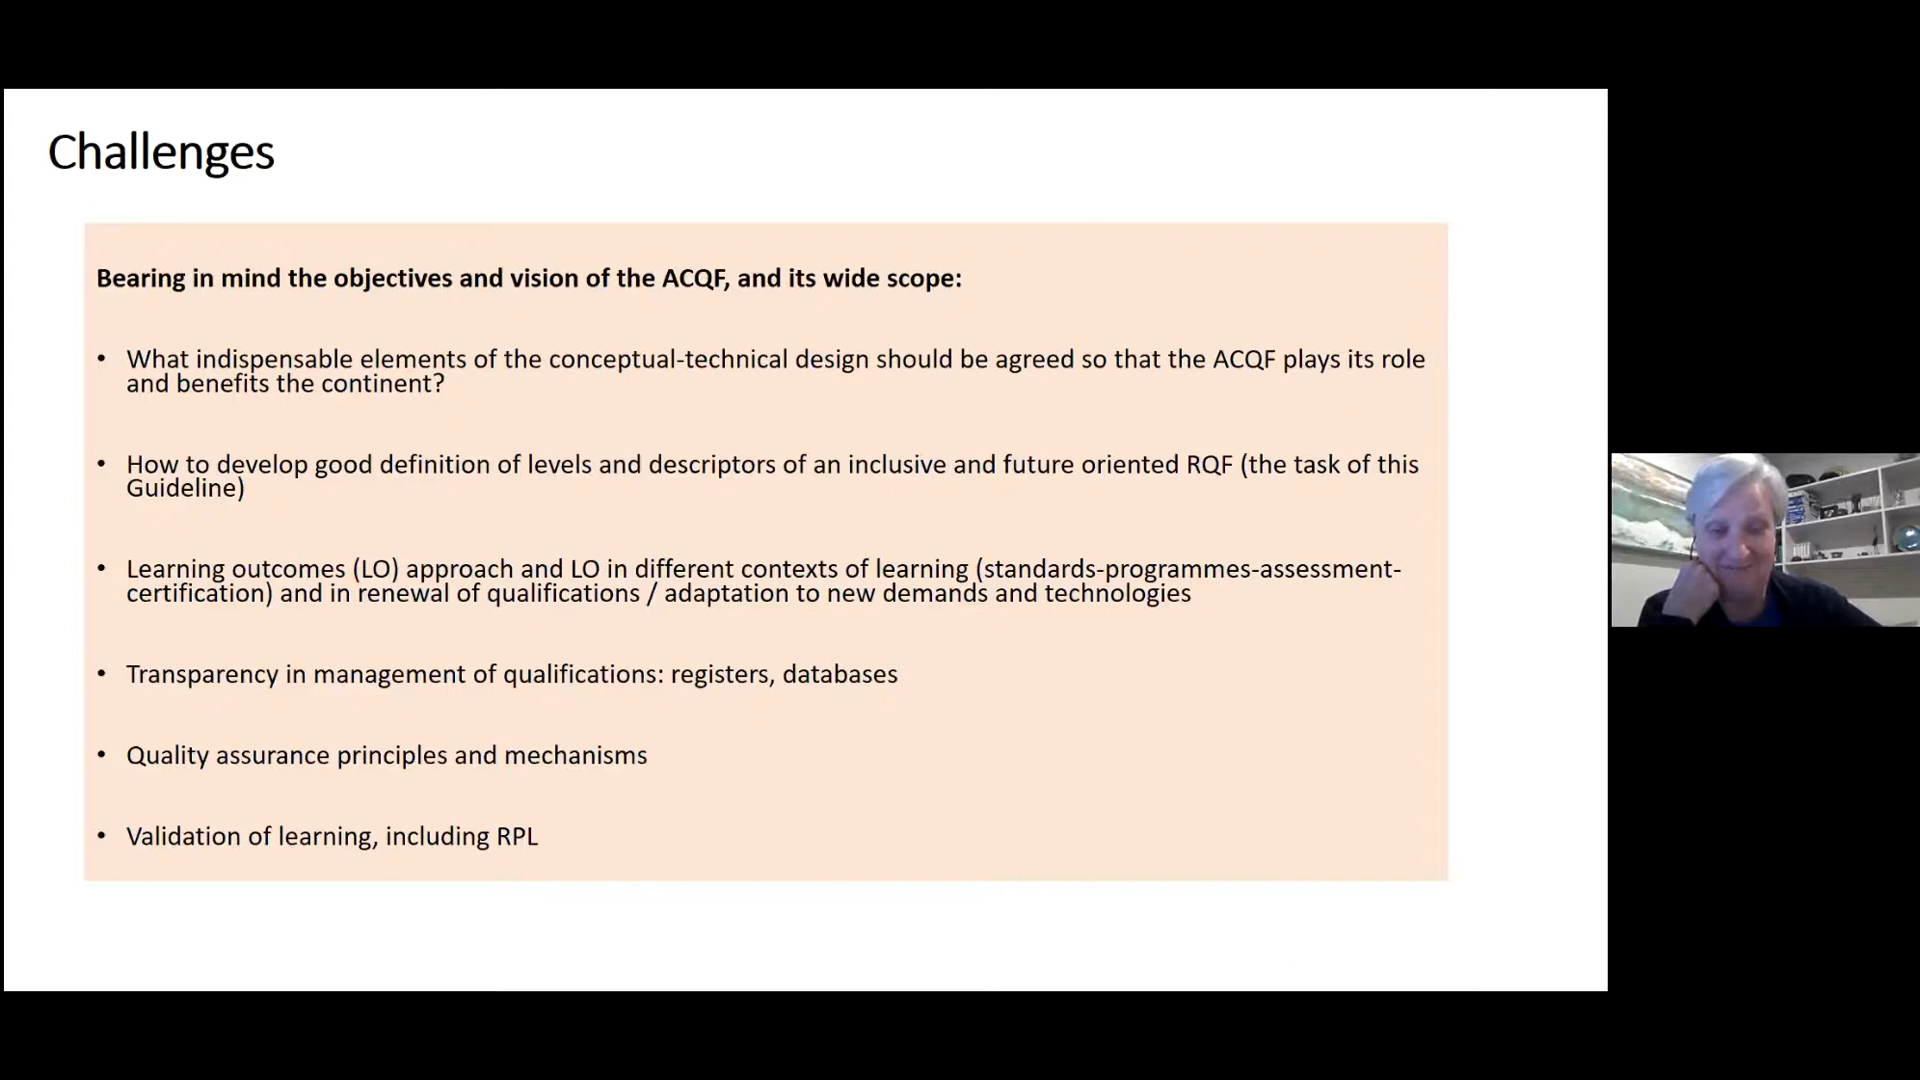 Challenges
Bearing in mind the objectives and vision of the ACQF, and its wide scope:
• What indispensable elements of the conceptual-technical design should be agreed so that the ACQF plays its role
and benefits the continent?
• How to develop good definition of levels and descriptors of an inclusive and future oriented RQF (the task of this
Guideline)
• Learning outcomes (LO) approach and LO in different contexts of learning (standards-programmes-assessment-
certification) and in renewal of qualifications / adaptation to new demands and technologies
• Transparency in management of qualifications: registers, databases
• Quality assurance principles and mechanisms
• Validation of learning, including RPL